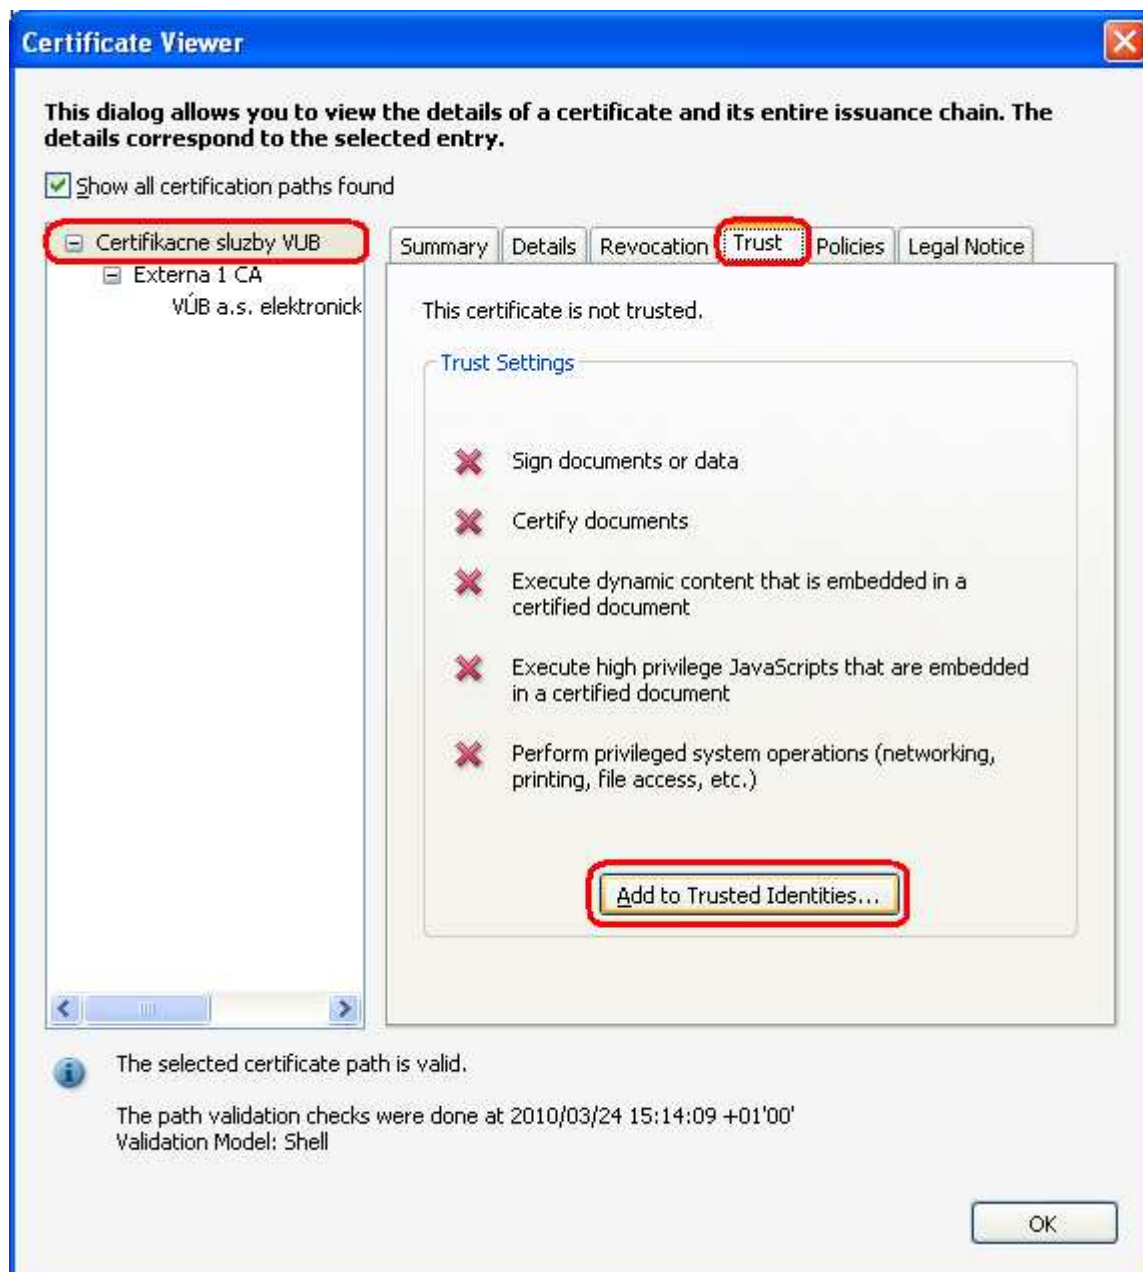 Certificate Viewer
This dialog allows you to view the details of a certificate and its entire issuance chain. The
details correspond to the selected entry.
Show all certification paths found
Certifikacne sluzby VUB
Externa 1 CA
VÚB a.s. elektronick
Summary Details Revocation Trust Policies Legal Notice
This certificate is not trusted.
Trust Settings
Sign documents or data
Certify documents
Execute dynamic content that is embedded in a
certified document
Execute high privilege JavaScripts that are embedded
in a certified document
Perform privileged system operations (networking,
printing, file access, etc.)
Add to Trusted Identities...
The selected certificate path is valid.
The path validation checks were done at 2010/03/24 15:14:09 +01'00'
Validation Model: Shell
OK